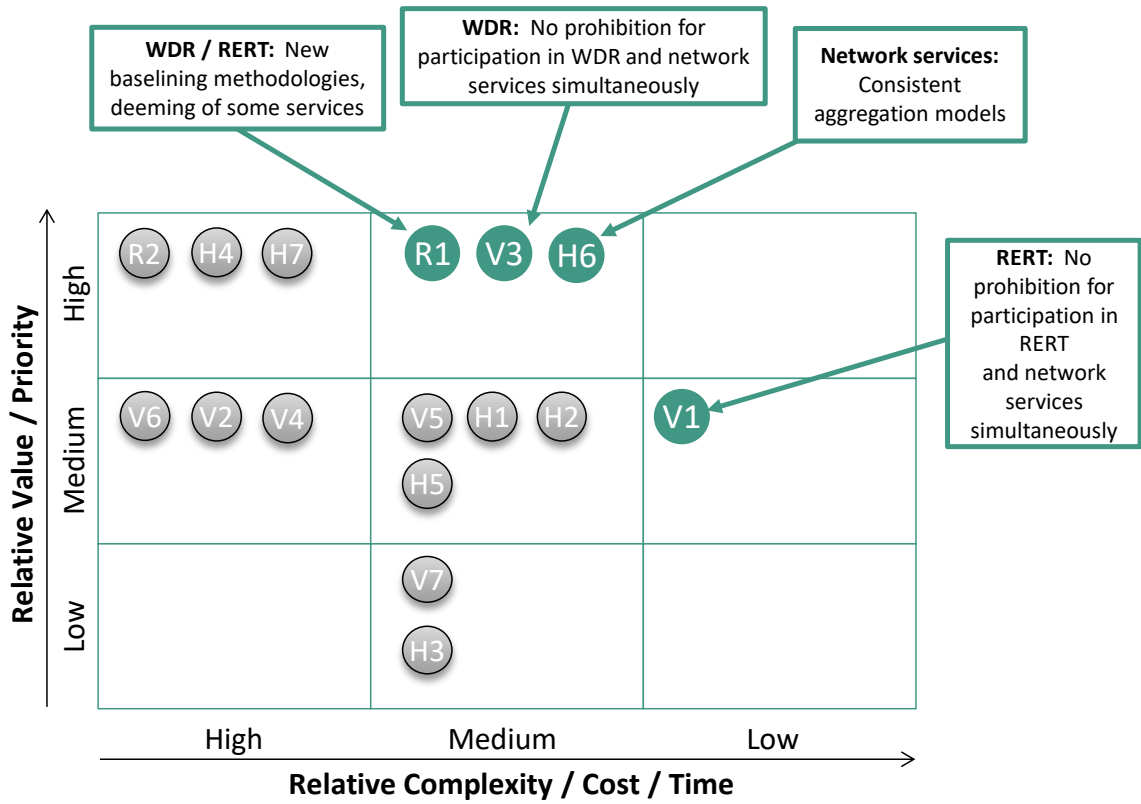 WDR / RERT:  New
baselining methodologies,
deeming of some services
WDR:  No prohibition for
participation in WDR and network
services simultaneously
Network services:
Consistent
aggregation models
RERT:  No
prohibition for
participation in
RERT
and network
services
simultaneously
Relative Value / Priority
High
R2 H4 H7 R1 V3 H6
Medium
V6 V2 V4 V5 H1 H2 V1
H5
Low
V7
H3
High Medium Low
Relative Complexity / Cost / Time